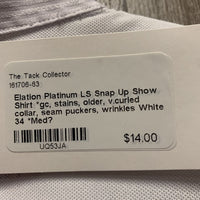 The Tack Collector
161706-83
Elation Platinum LS Snap Up Show
Shirt *gc, stains, older, v.curled
collar, seam puckers, wrinkles White
34 *Med?
UQ53JA
$14.00